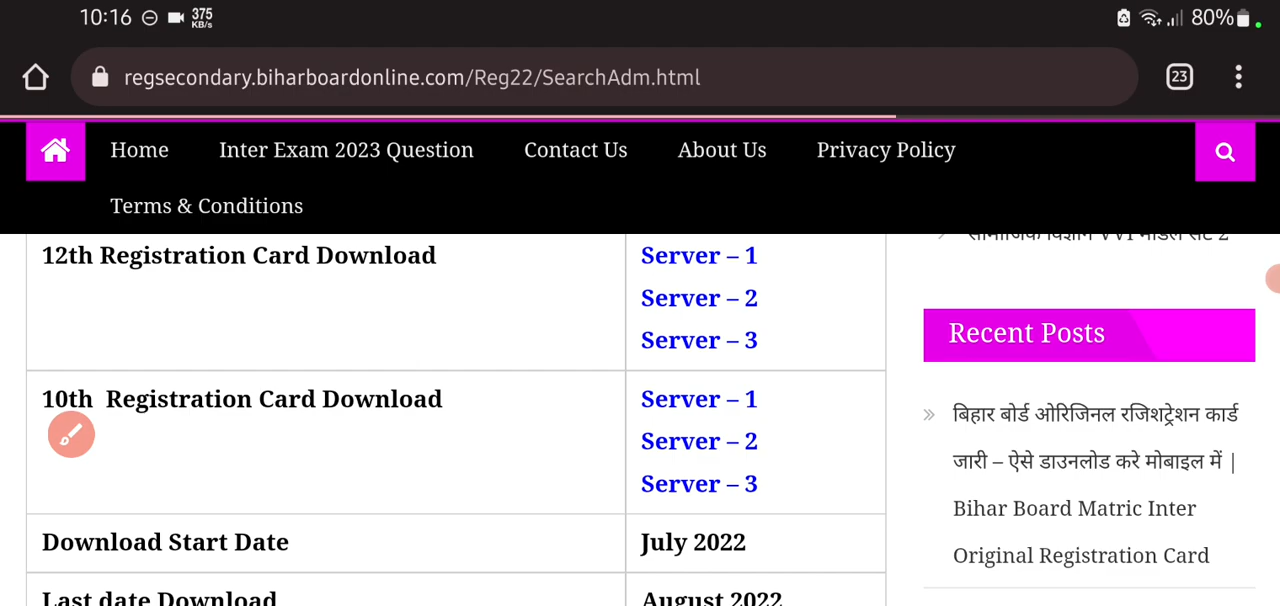 10:16 375 KB/s 80%
regsecondary.biharboardonline.com/Reg22/SearchAdm.html 23
Home Inter Exam 2023 Question Contact Us About Us Privacy Policy
Terms & Conditions
12th Registration Card Download
Server – 1
Server – 2
Server – 3
10th Registration Card Download
Server – 1
Server – 2
Server – 3
Download Start Date July 2022
Last date Download August 2022
सामाजिक विज्ञान VVI मॉडल सेट 2
Recent Posts
» बिहार बोर्ड ओरिजिनल रजिशट्रेशन कार्ड
जारी – ऐसे डाउनलोड करे मोबाइल में |
Bihar Board Matric Inter
Original Registration Card